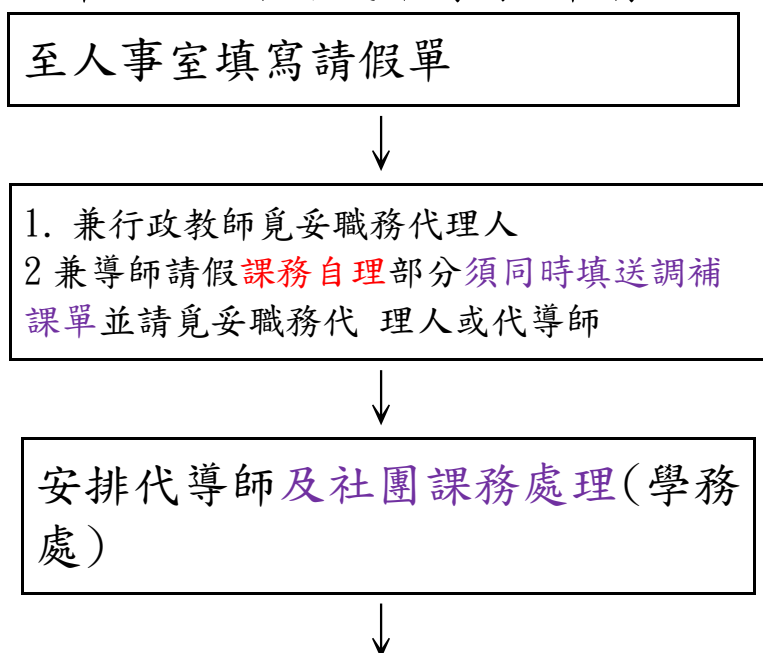 至人事室填寫請假單
1. 兼行政教師覓妥職務代理人
2 兼導師請假課務自理部分須同時填送調補
課單並請覓妥職務代 理人或代導師
安排代導師及社團課務處理(學務
處)